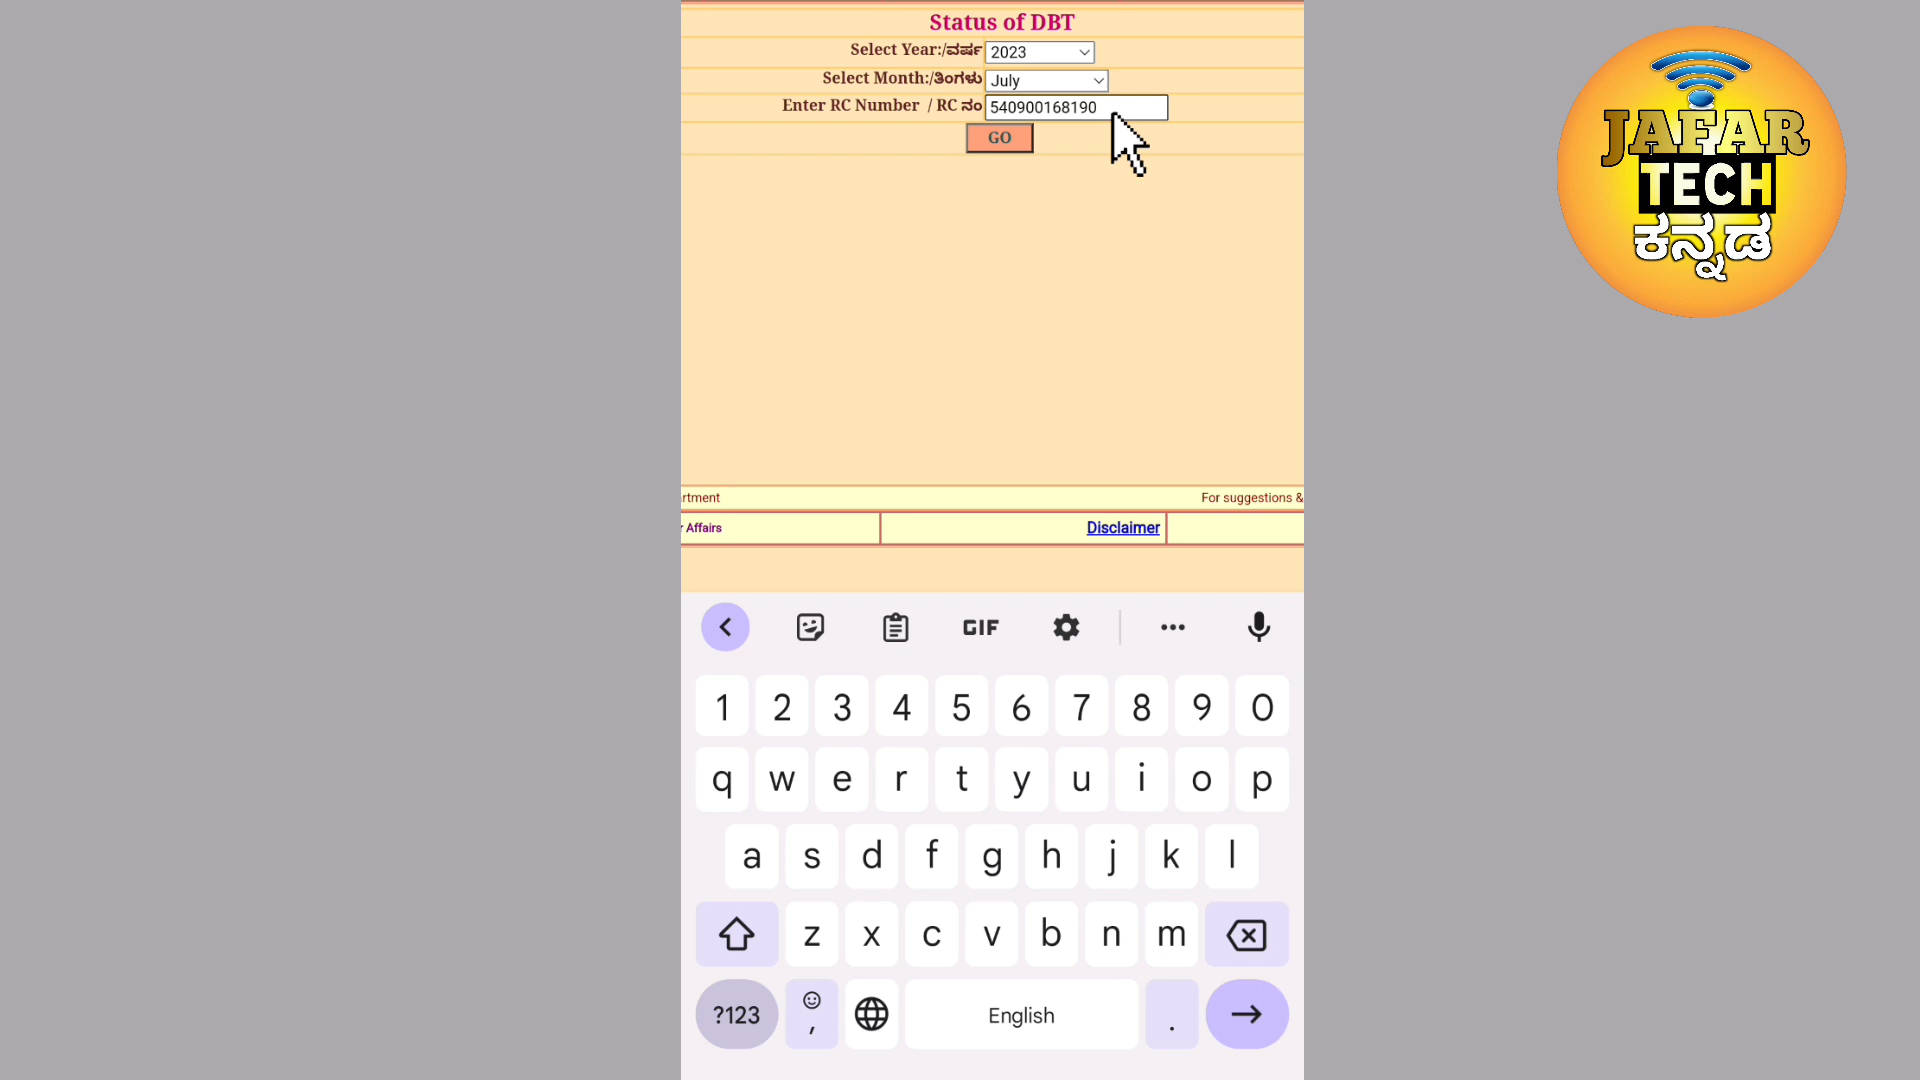 Status of DBT
Select Year:/ವರ್ಷ 2023
Select Month:/ತಿಂಗಳು July
Enter RC Number / RC ನಂ 540900168190
GO
JAFAR
TECH
ಕನ್ನಡ
For suggestions &
Affairs
Disclaimer
GIF
1 2 3 4 5 6 7 8 9 0
q w e r t y u i o p
a s d f g h j k l
z x c v b n m
?123 , English .